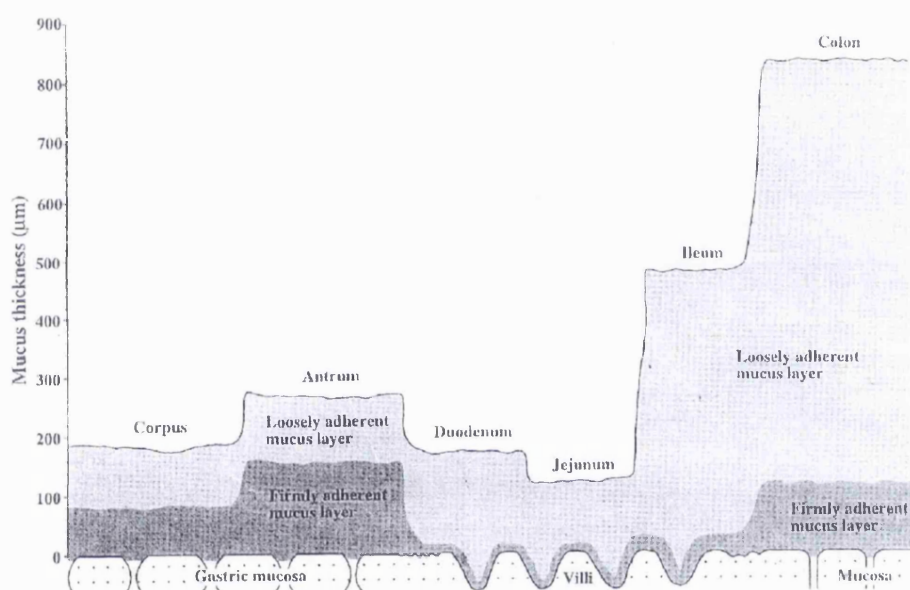 900
800
700
600
500
400
300
200
100
0
Mucus thickness (μm)
Corpus
Antrum
Duodenum
Jejunum
Ileum
Colon
Loosely adherent
mucus layer
Firmly adherent
mucus layer
Loosely adherent
mucus layer
Firmly adherent
mucus layer
Gastric mucosa
Villi
Mucosa